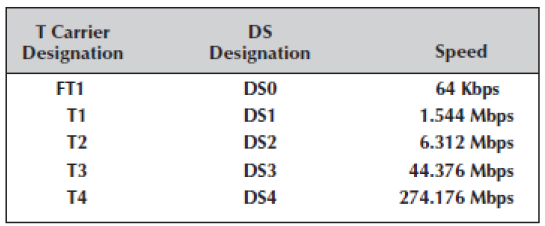 T Carrier Designation DS Designation Speed
FT1 DS0 64 Kbps
T1 DS1 1.544 Mbps
T2 DS2 6.312 Mbps
T3 DS3 44.376 Mbps
T4 DS4 274.176 Mbps